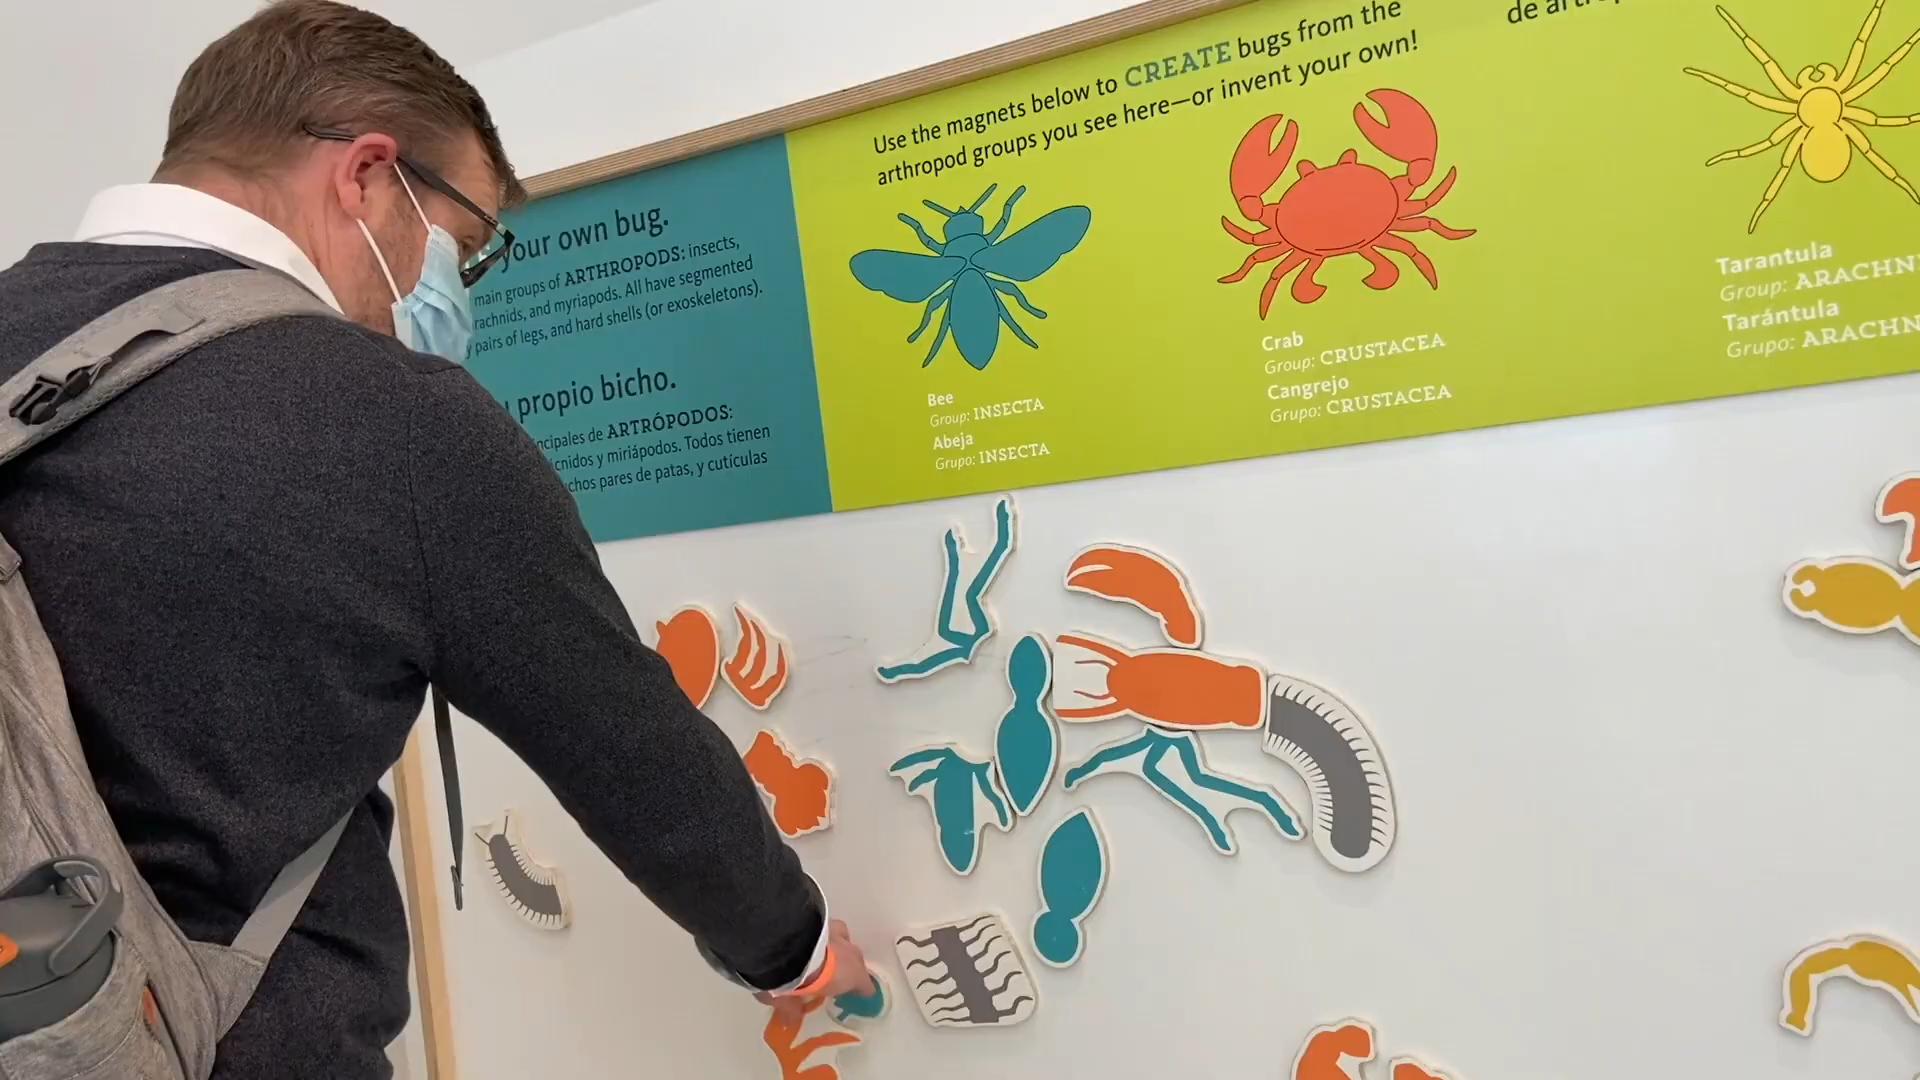 your own bug.
main groups of ARTHROPODS: insects,
rachnids, and myriapods. All have segmented
pairs of legs, and hard shells (or exoskeletons).
propio bicho.
ncipales de ARTRÓPODOS:
cnidos y miriápodos. Todos tienen
chos pares de patas, y cutículas
Use the magnets below to CREATE bugs from the
arthropod groups you see here—or invent your own!
Bee
Group: INSECTA
Abeja
Grupo: INSECTA
Crab
Group: CRUSTACEA
Cangrejo
Grupo: CRUSTACEA
de
Tarantula
Group: ARACHN
Tarántula
Grupo: ARACHN